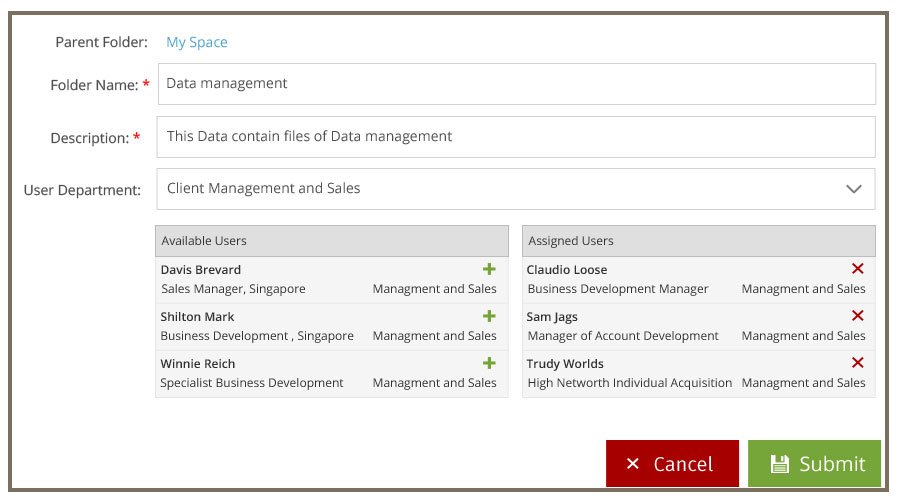 Parent Folder: My Space
Folder Name: * Data management
Description: * This Data contain files of Data management
User Department: Client Management and Sales
Available Users
Davis Brevard
Sales Manager, Singapore Managment and Sales
Shilton Mark
Business Development , Singapore Managment and Sales
Winnie Reich
Specialist Business Development Managment and Sales
Assigned Users
Claudio Loose
Business Development Manager Managment and Sales
Sam Jags
Manager of Account Development Managment and Sales
Trudy Worlds
High Networth Individual Acquisition Managment and Sales
Cancel
Submit